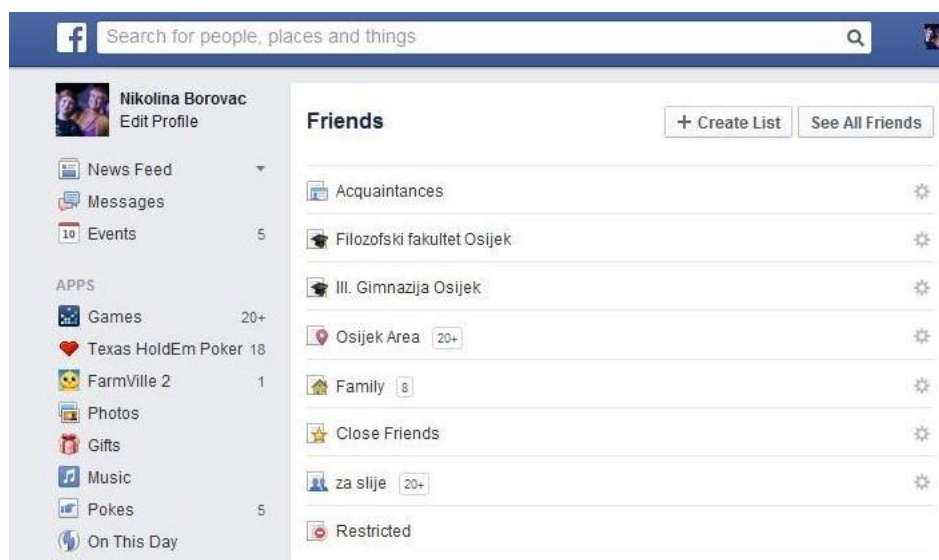 f
Search for people, places and things
Nikolina Borovac
Edit Profile
News Feed
Messages
10 Events 5
APPS
Games 20+
Texas HoldEm Poker 18
FarmVille 2 1
Photos
Gifts
Music
Pokes 5
On This Day
Friends
+ Create List
See All Friends
Acquaintances
Filozofski fakultet Osijek
III. Gimnazija Osijek
Osijek Area 20+
Family 8
Close Friends
za slije 20+
Restricted